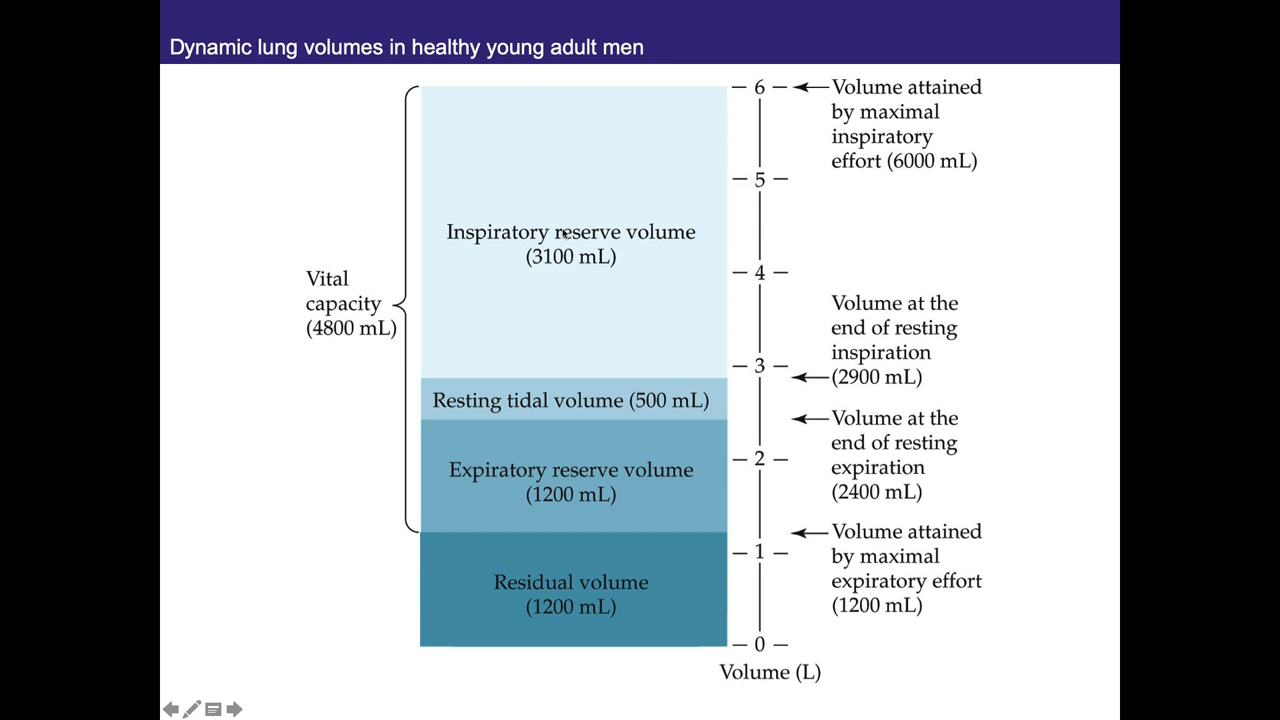 Dynamic lung volumes in healthy young adult men
Vital
capacity
(4800 mL)
Inspiratory reserve volume
(3100 mL)
Resting tidal volume (500 mL)
Expiratory reserve volume
(1200 mL)
Residual volume
(1200 mL)
6
5
4
3
2
1
0
Volume (L)
Volume attained
by maximal
inspiratory
effort (6000 mL)
Volume at the
end of resting
inspiration
(2900 mL)
Volume at the
end of resting
expiration
(2400 mL)
Volume attained
by maximal
expiratory effort
(1200 mL)